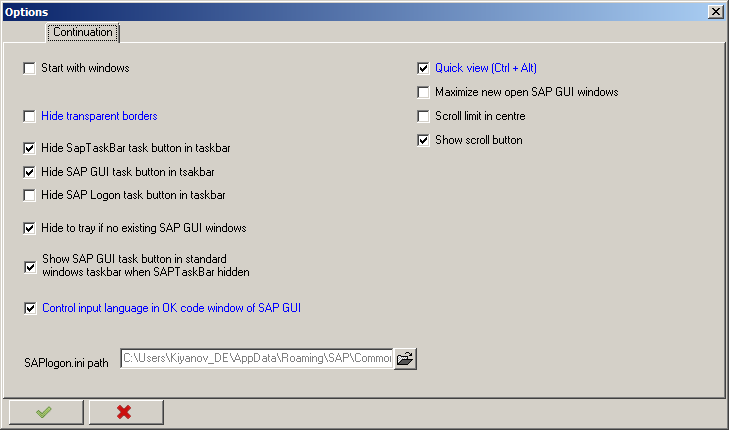 Options
Continuation
Start with windows
Hide transparent borders
Hide SapTaskBar task button in taskbar
Hide SAP GUI task button in tsakbar
Hide SAP Logon task button in taskbar
Hide to tray if no existing SAP GUI windows
Show SAP GUI task button in standard
windows taskbar when SAPTaskBar hidden
Control input language in OK code window of SAP GUI
SAPlogon.ini path
C:\Users\Kiyanov_DE\AppData\Roaming\SAP\Common
Quick view (Ctrl + Alt)
Maximize new open SAP GUI windows
Scroll limit in centre
Show scroll button